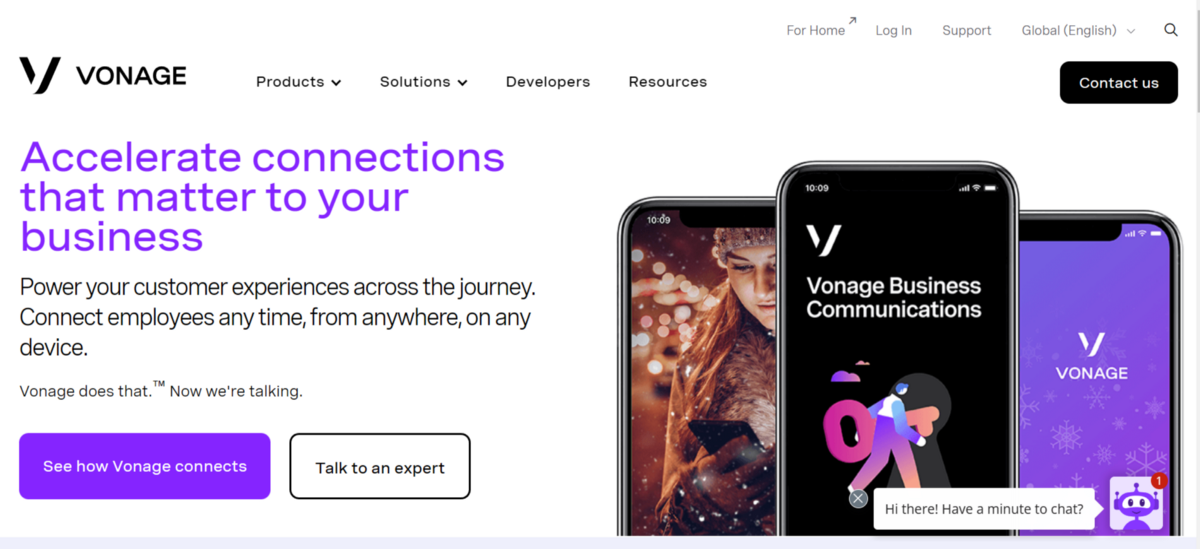 For Home
Log In
Support
Global (English)
VONAGE
Products
Solutions
Developers
Resources
Contact us
Accelerate connections
that matter to your
business
Power your customer experiences across the journey.
Connect employees any time, from anywhere, on any
device.
Vonage does that.™ Now we're talking.
See how Vonage connects
Talk to an expert
10:09
10:09
Vonage Business
Communications
VONAGE
Hi there! Have a minute to chat?
1